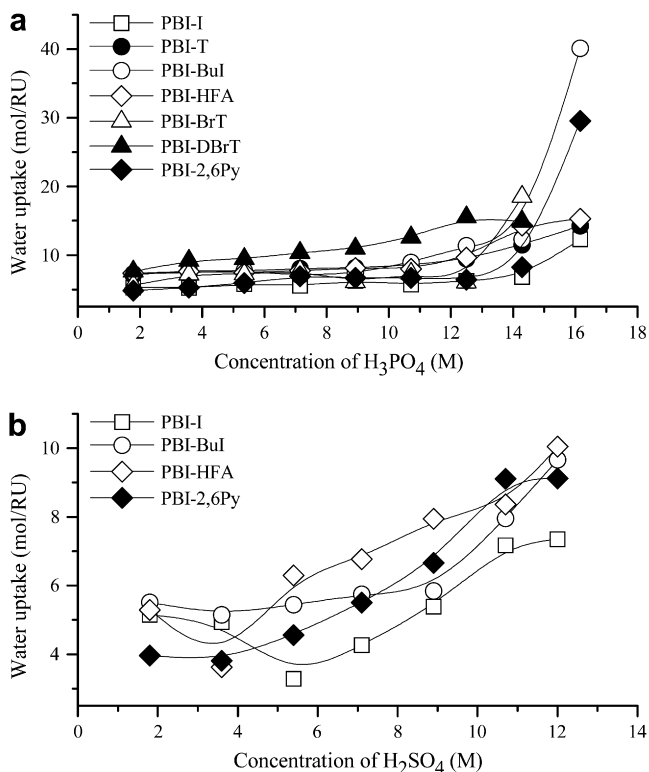 a
PBI-I
PBI-T
PBI-BuI
PBI-HFA
PBI-BrT
PBI-DBrT
PBI-2,6Py
Water uptake (mol/RU)
40
30
20
10
0 2 4 6 8 10 12 14 16 18
Concentration of H3PO4 (M)
b
PBI-I
PBI-BuI
PBI-HFA
PBI-2,6Py
Water uptake (mol/RU)
10
8
6
4
2 4 6 8 10 12 14
Concentration of H2SO4 (M)